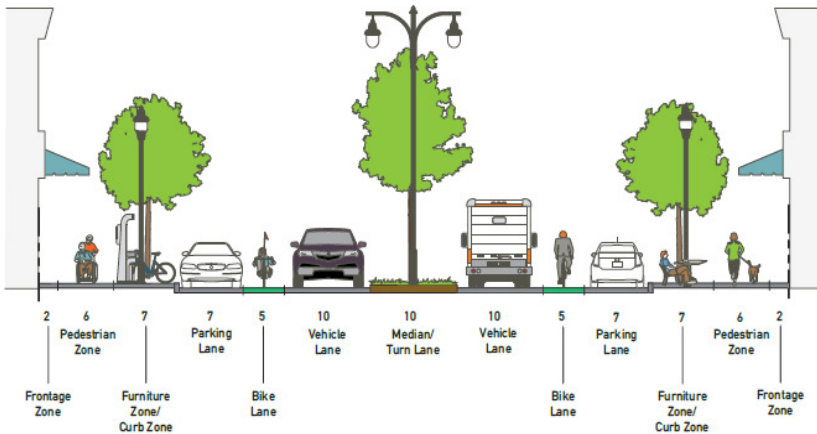 2 6 7 7 5 10 10 10 5 7 7 6 2
Pedestrian Zone
Parking Lane
Vehicle Lane
Median/ Turn Lane
Vehicle Lane
Parking Lane
Pedestrian Zone
Frontage Zone
Furniture Zone/ Curb Zone
Bike Lane
Bike Lane
Furniture Zone/ Curb Zone
Frontage Zone